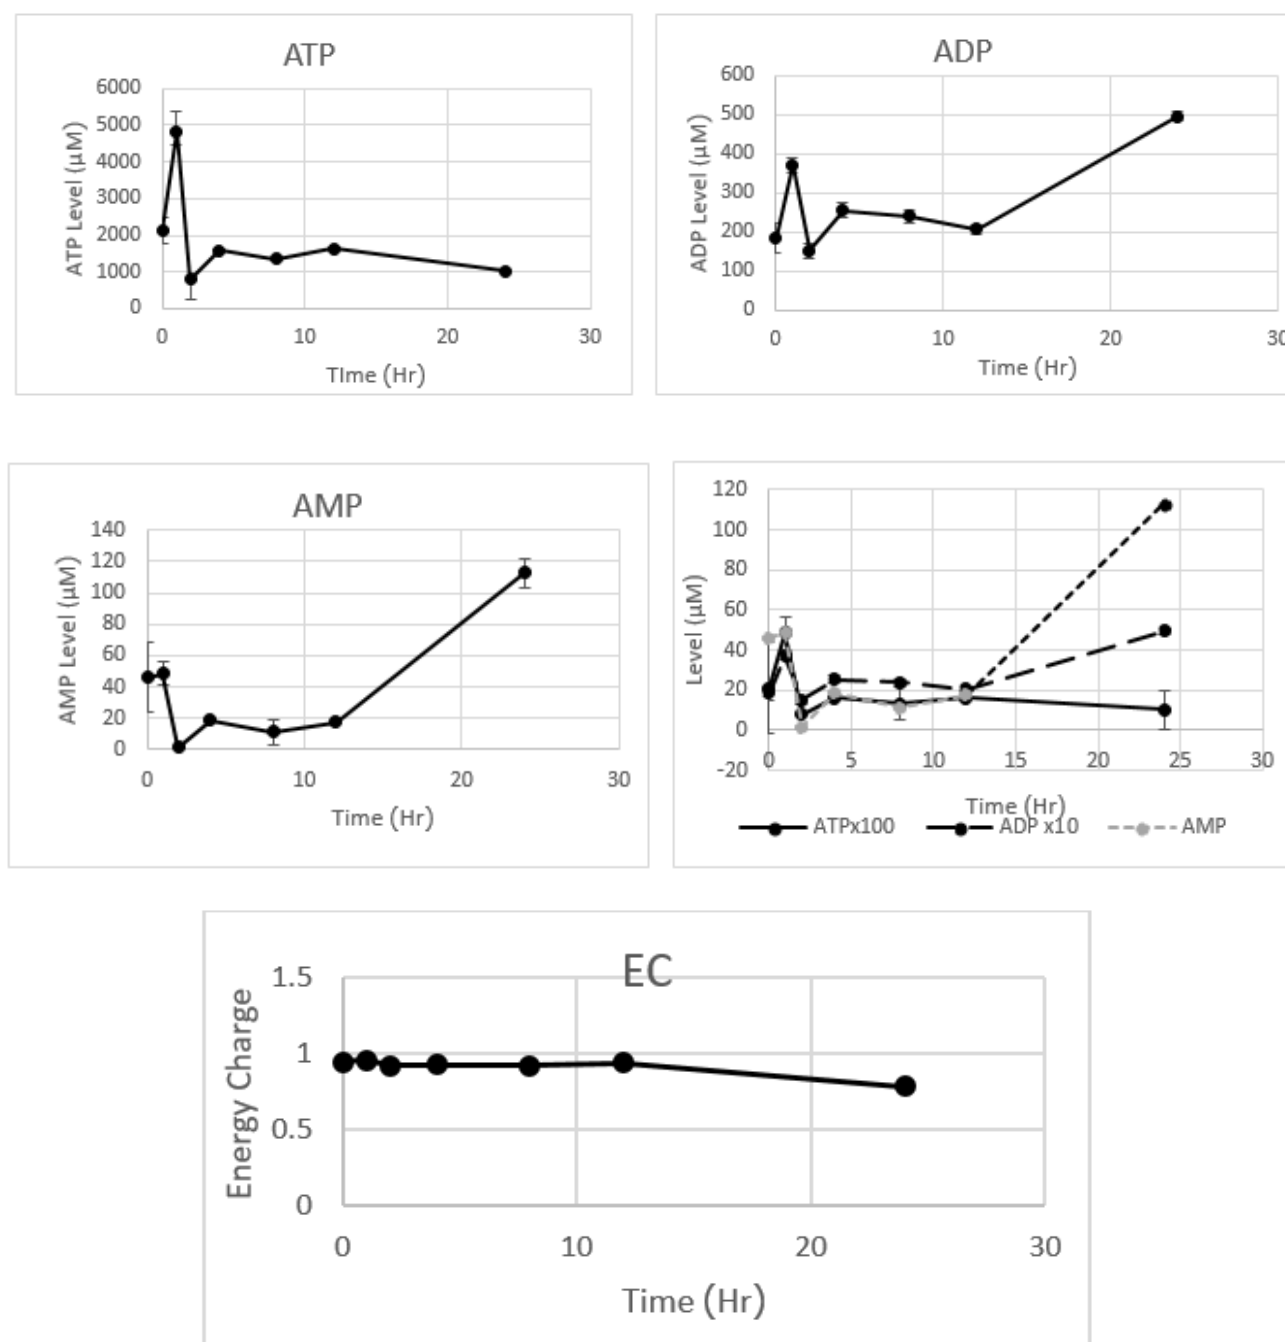 ATP
6000
5000
4000
3000
2000
1000
0
ATP Level (µM)
0 10 20 30
TIme (Hr)
ADP
600
500
400
300
200
100
0
ADP Level (µM)
0 10 20 30
Time (Hr)
AMP
140
120
100
80
60
40
20
0
AMP Level (µM)
0 10 20 30
Time (Hr)
120
100
80
60
40
20
0
-20
Level (µM)
0 5 10 15 20 25 30
Time (Hr)
ATPx100 ADP x10 AMP
EC
1.5
1
0.5
0
Energy Charge
0 10 20 30
Time (Hr)